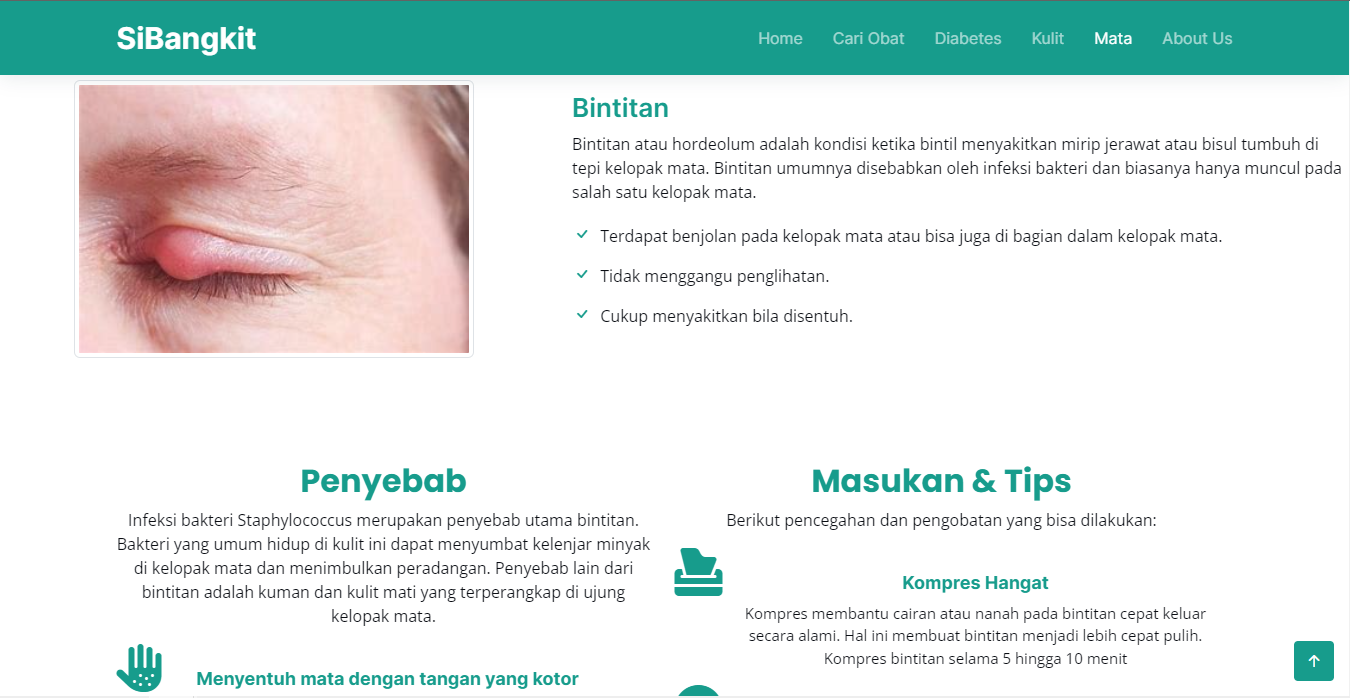 SiBangkit
Home Cari Obat Diabetes Kulit Mata About Us
Bintitan
Bintitan atau hordeolum adalah kondisi ketika bintil menyakitkan mirip jerawat atau bisul tumbuh di
tepi kelopak mata. Bintitan umumnya disebabkan oleh infeksi bakteri dan biasanya hanya muncul pada
salah satu kelopak mata.
Terdapat benjolan pada kelopak mata atau bisa juga di bagian dalam kelopak mata.
Tidak menggangu penglihatan.
Cukup menyakitkan bila disentuh.
Penyebab
Infeksi bakteri Staphylococcus merupakan penyebab utama bintitan.
Bakteri yang umum hidup di kulit ini dapat menyumbat kelenjar minyak
di kelopak mata dan menimbulkan peradangan. Penyebab lain dari
bintitan adalah kuman dan kulit mati yang terperangkap di ujung
kelopak mata.
Menyentuh mata dengan tangan yang kotor
Masukan & Tips
Berikut pencegahan dan pengobatan yang bisa dilakukan:
Kompres Hangat
Kompres membantu cairan atau nanah pada bintitan cepat keluar
secara alami. Hal ini membuat bintitan menjadi lebih cepat pulih.
Kompres bintitan selama 5 hingga 10 menit